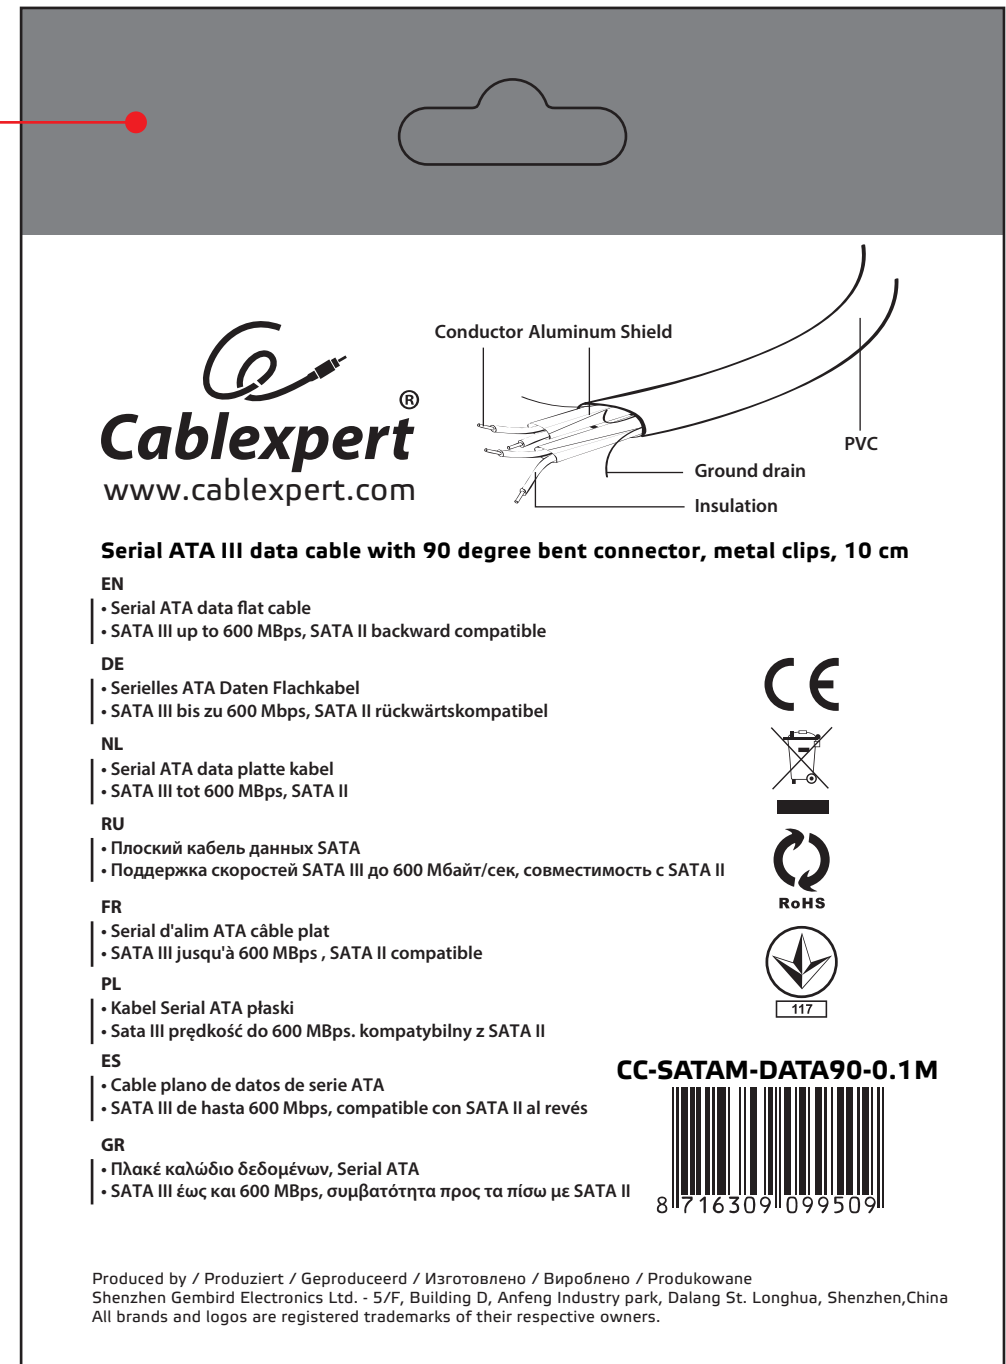 Conductor Aluminum Shield
Cablexpert®
www.cablexpert.com
PVC
Ground drain
Insulation
Serial ATA III data cable with 90 degree bent connector, metal clips, 10 cm
EN
• Serial ATA data flat cable
• SATA III up to 600 MBps, SATA II backward compatible
DE
• Serielles ATA Daten Flachkabel
• SATA III bis zu 600 Mbps, SATA II rückwärtskompatibel
NL
• Serial ATA data platte kabel
• SATA III tot 600 MBps, SATA II
RU
• Плоский кабель данных SATA
• Поддержка скоростей SATA III до 600 Мбайт/сек, совместимость с SATA II
FR
• Serial d'alim ATA câble plat
• SATA III jusqu'à 600 MBps , SATA II compatible
PL
• Kabel Serial ATA płaski
• Sata III prędkość do 600 MBps. kompatybilny z SATA II
ES
• Cable plano de datos de serie ATA
• SATA III de hasta 600 Mbps, compatible con SATA II al revés
GR
• Πλακέ καλώδιο δεδομένων, Serial ATA
• SATA III έως και 600 MBps, συμβατότητα προς τα πίσω με SATA II
CE
RoHS
117
CC-SATAM-DATA90-0.1M
8 716309 099509
Produced by / Produziert / Geproduceerd / Изготовлено / Вироблено / Produkowane
Shenzhen Gembird Electronics Ltd. - 5/F, Building D, Anfeng Industry park, Dalang St. Longhua, Shenzhen,China
All brands and logos are registered trademarks of their respective owners.